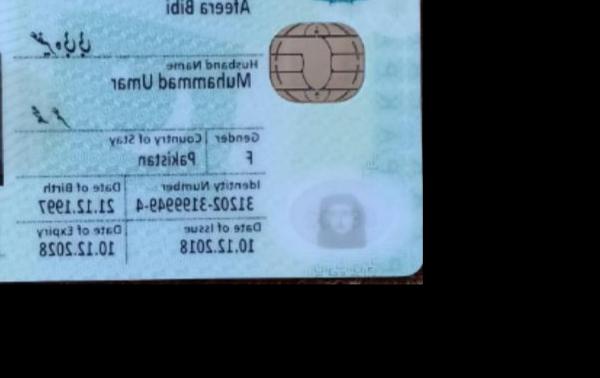 Afeera Bibi
Husband Name
Muhammad Umar
Gender Country of Stay
F Pakistan
Identity Number Date of Birth
31202-3199949-4 21.12.1997
Date of Issue Date of Expiry
10.12.2018 10.12.2028